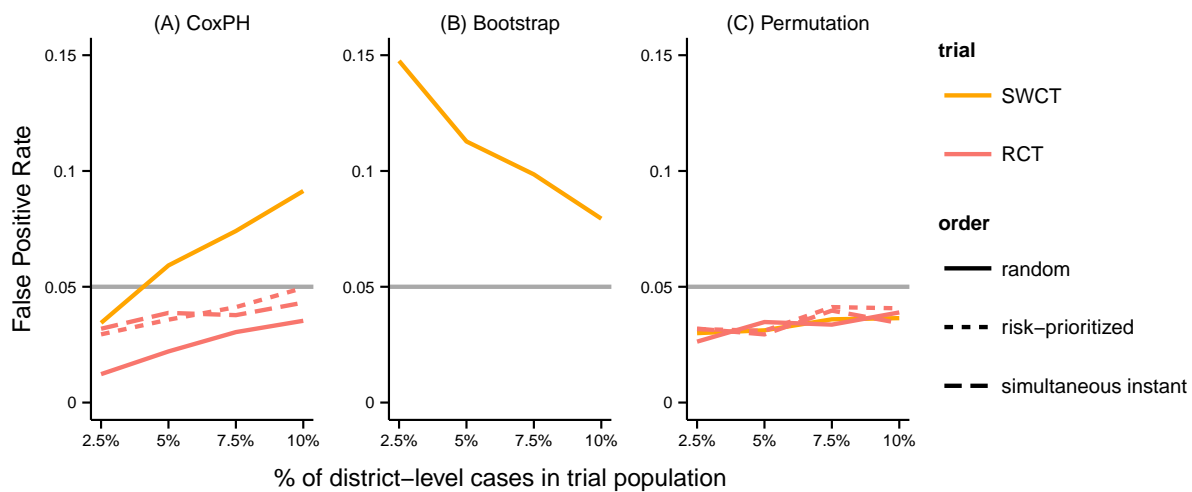 (A) CoxPH
(B) Bootstrap
(C) Permutation
False Positive Rate
0.15
0.1
0.05
0
2.5%
5%
7.5%
10%
0.15
0.1
0.05
0
2.5%
5%
7.5%
10%
0.15
0.1
0.05
0
2.5%
5%
7.5%
10%
% of district−level cases in trial population
trial
SWCT
RCT
order
random
risk−prioritized
simultaneous instant